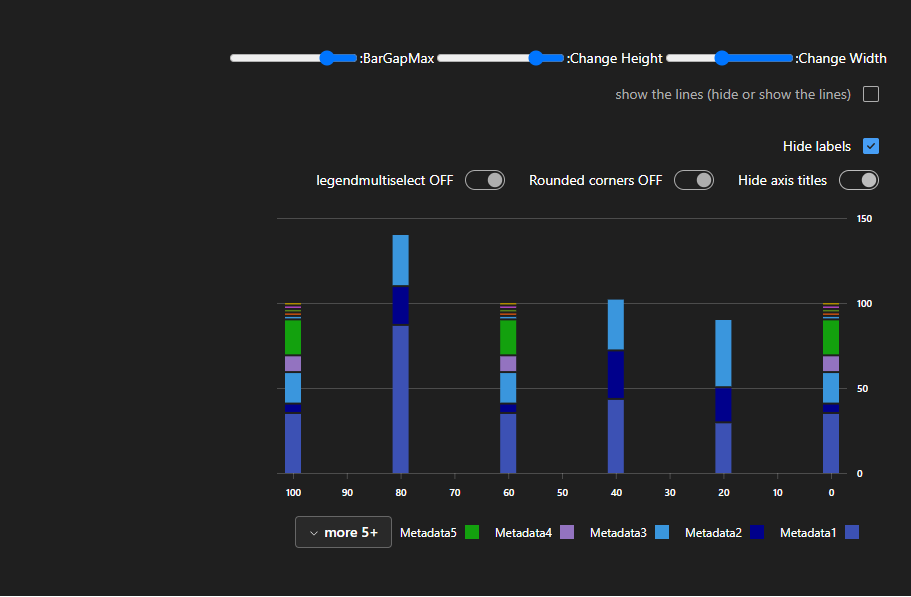 :BarGapMax :Change Height :Change Width
show the lines (hide or show the lines)
Hide labels
legendmultiselect OFF Rounded corners OFF Hide axis titles
150
100
50
0
100 90 80 70 60 50 40 30 20 10 0
more 5+ Metadata5 Metadata4 Metadata3 Metadata2 Metadata1